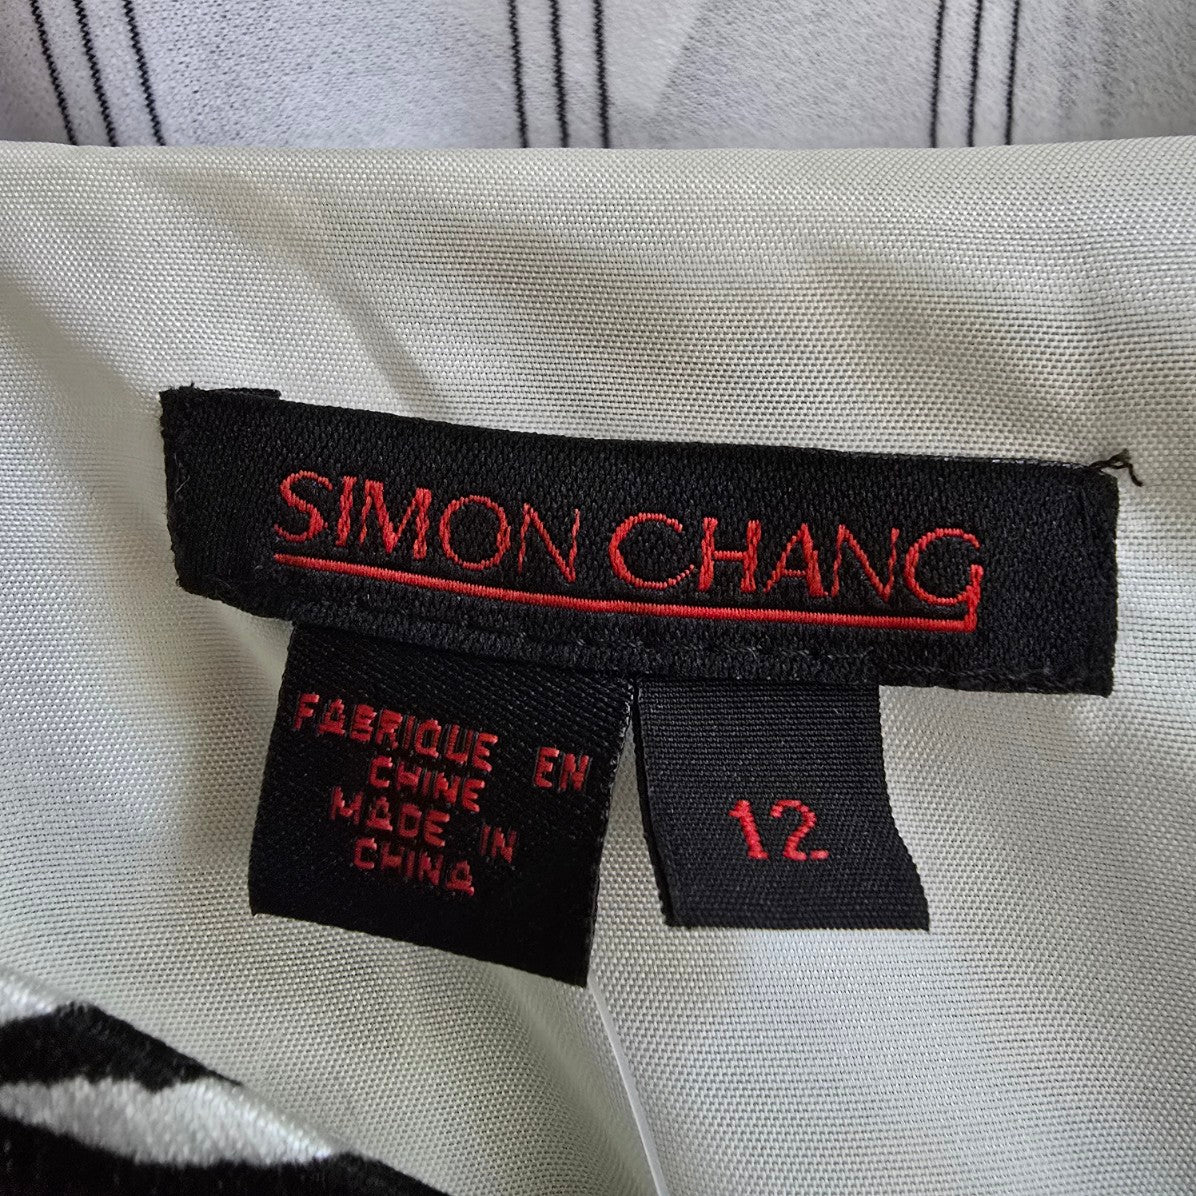 SIMON CHANG
FABRIQUE EN
CHINE
MADE IN
CHINA
12